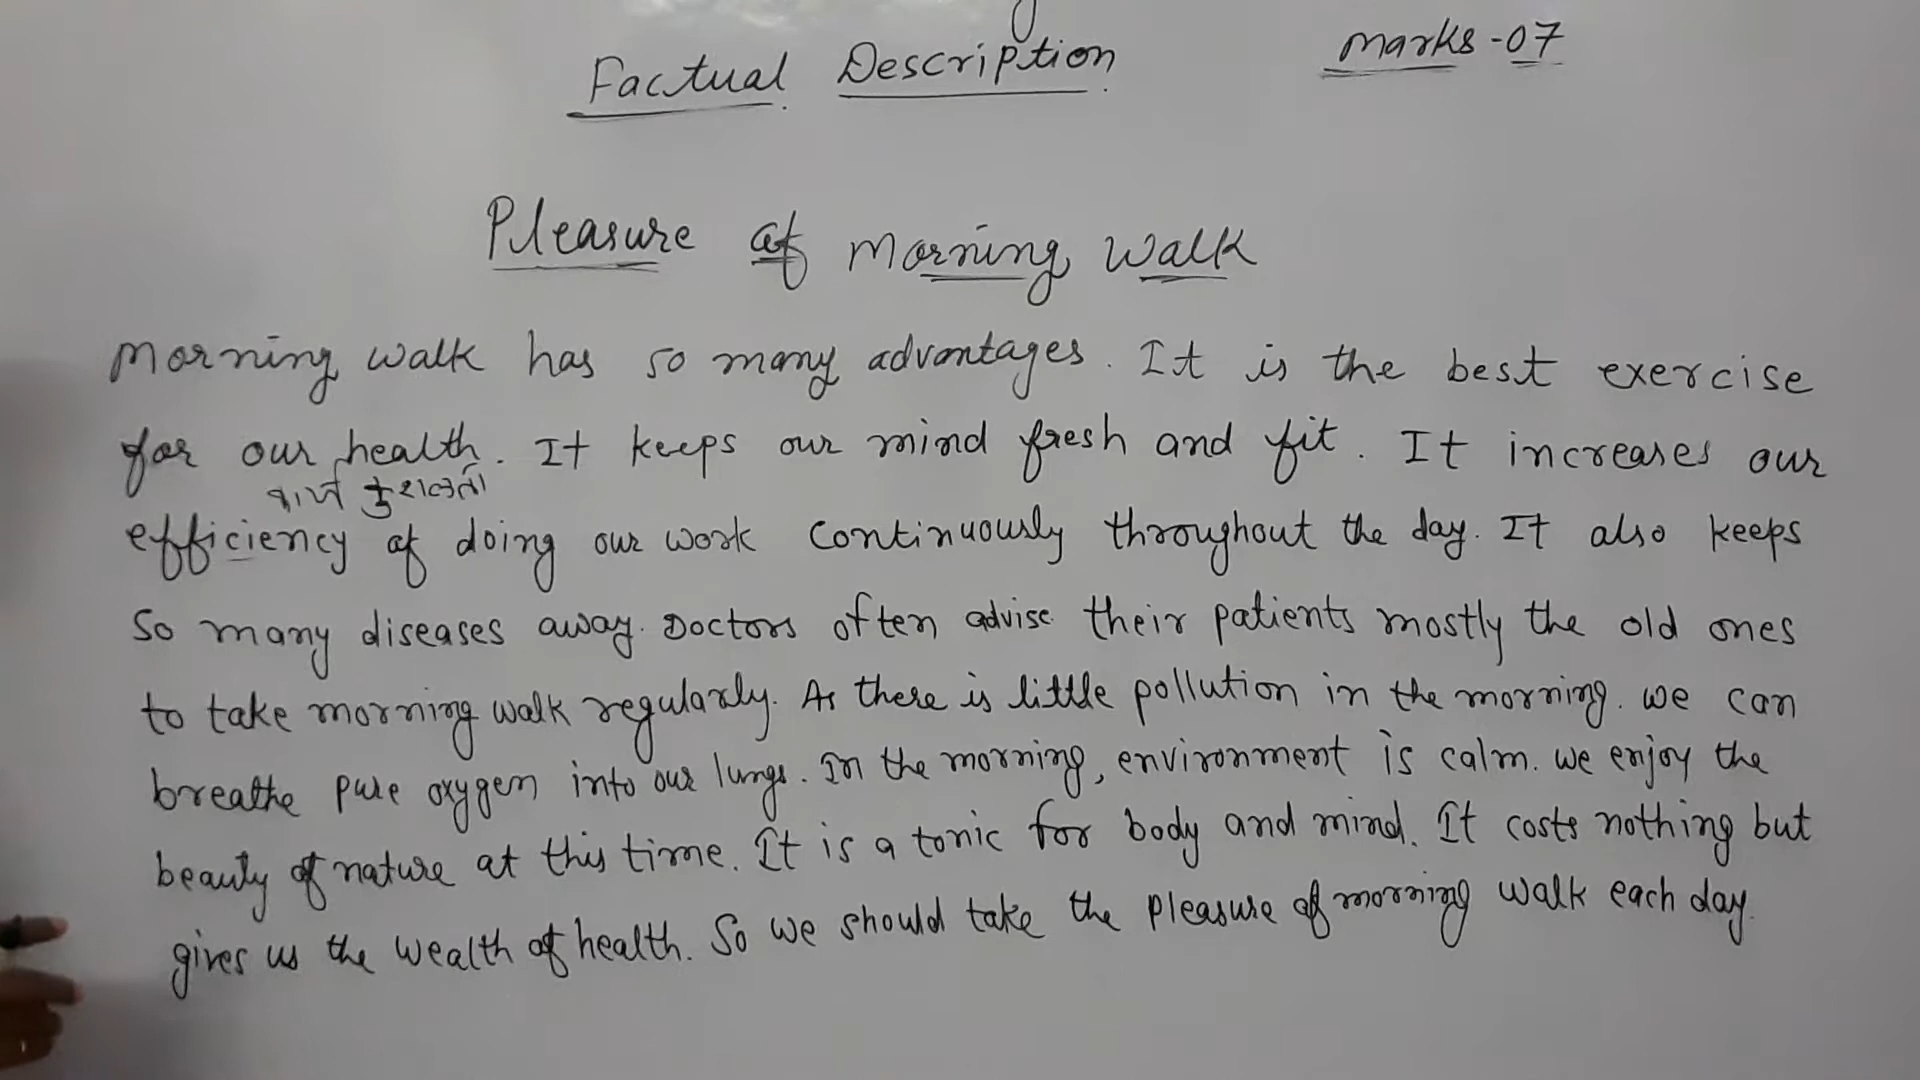 Factual Description
Marks-07
Pleasure of Morning Walk
Morning walk has so many advantages. It is the best exercise
for our health. It keeps our mind fresh and fit. It increases our
efficiency of doing our work continuously throughout the day. It also keeps
so many diseases away. Doctors often advise their patients mostly the old ones
to take morning walk regularly. As there is little pollution in the morning. we can
breathe pure oxygen into our lungs. In the morning, environment is calm. we enjoy the
beauty of nature at this time. It is a tonic for body and mind. It costs nothing but
gives us the wealth of health. So we should take the pleasure of morning walk each day.